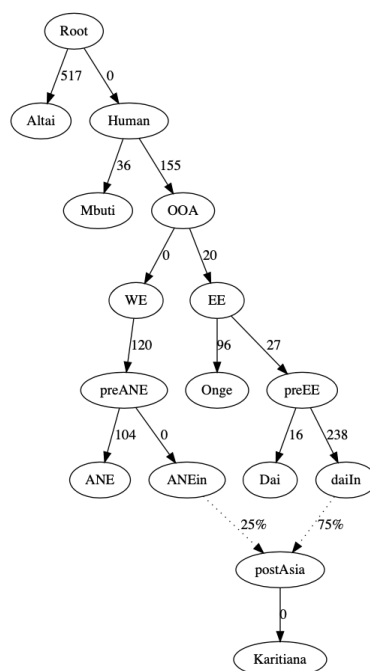 Root
517 0
Altai Human
36 155
Mbuti OOA
0 20
WE EE
120 96 27
preANE Onge preEE
104 0 16 238
ANE ANEin Dai daiIn
25% 75%
postAsia
0
Karitiana